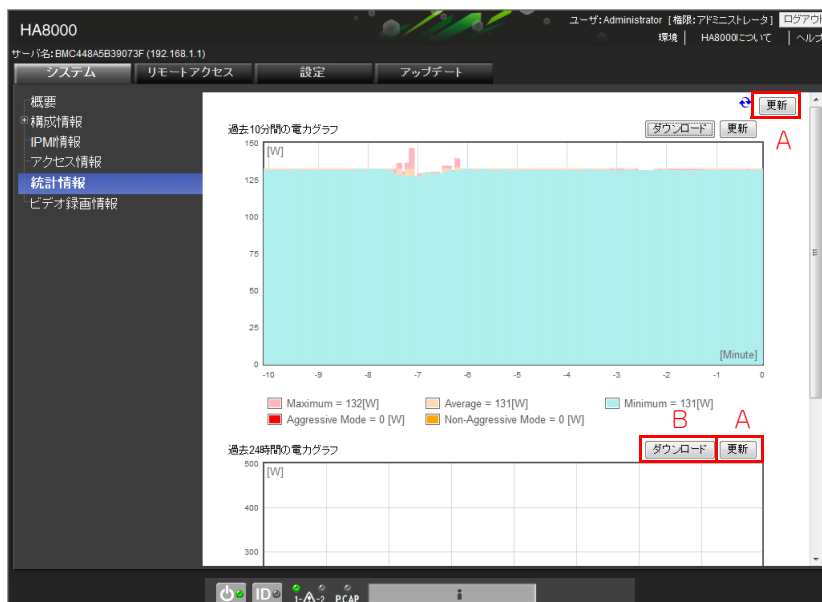 HA8000
ユーザ:Administrator [権限:アドミニストレータ] ログアウト
環境 | HA8000について | ヘルプ
サーバ名:BMC448A5B39073F (192.168.1.1)
システム リモートアクセス 設定 アップデート
概要
構成情報
IPMI情報
アクセス情報
統計情報
ビデオ録画情報
更新
A
過去10分間の電力グラフ ダウンロード 更新
[W]
150
125
100
75
50
25
0
[Minute]
-10 -9 -8 -7 -6 -5 -4 -3 -2 -1 0
Maximum = 132[W] Average = 131[W] Minimum = 131[W]
Aggressive Mode = 0 [W] Non-Aggressive Mode = 0 [W]
B A
過去24時間の電力グラフ ダウンロード 更新
[W]
500
400
300
ID 1-2 PCAP i